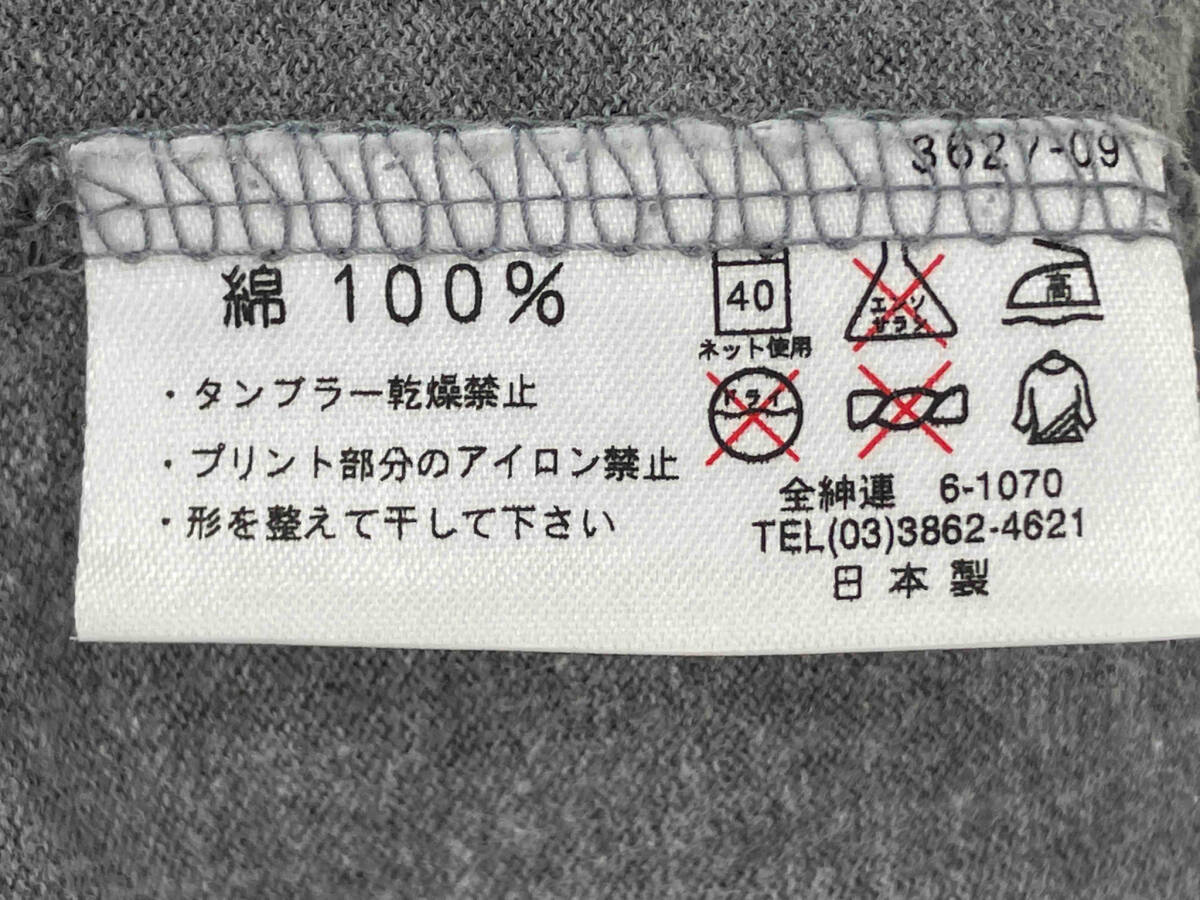 3627-09
綿 100%
・タンブラー乾燥禁止
・プリント部分のアイロン禁止
・形を整えて干して下さい
40
ネット使用
エンソ
サラシ
高
ドライ
全紳連 6-1070
TEL(03)3862-4621
日本製